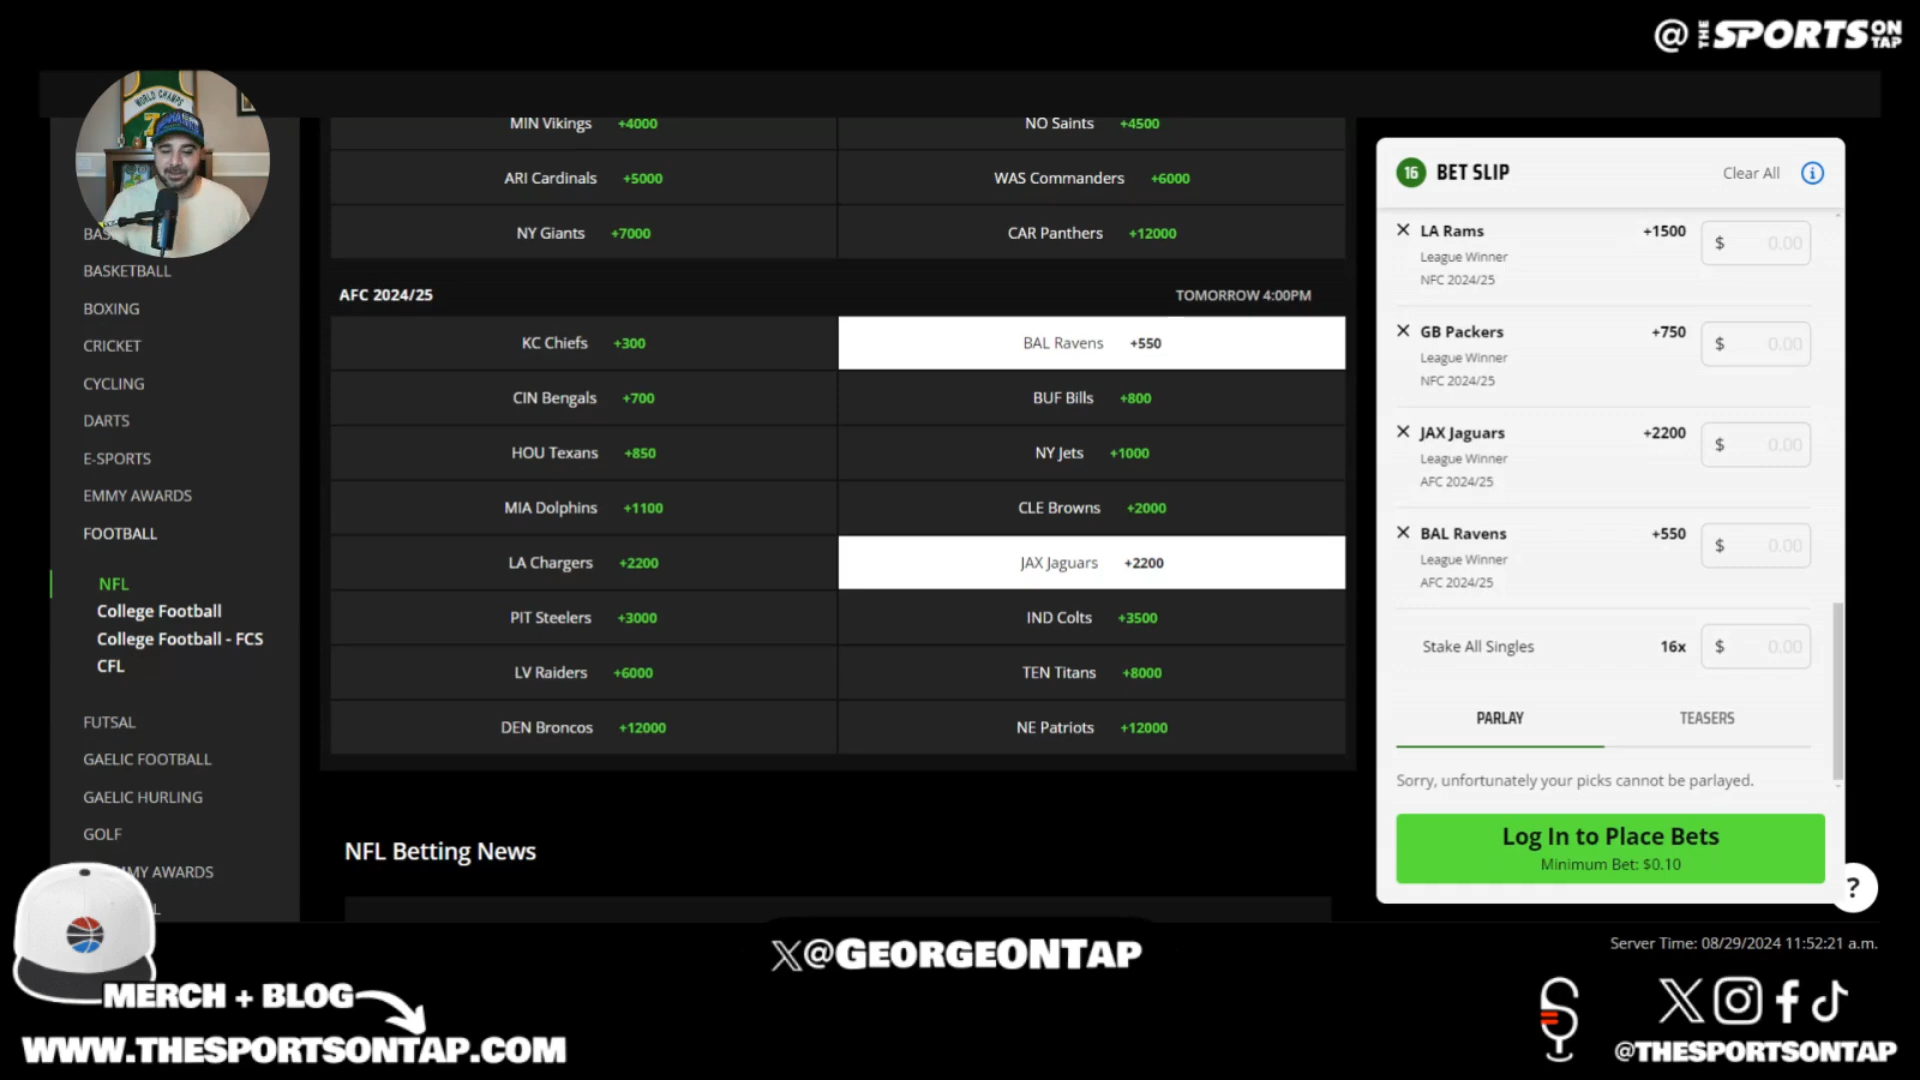 @ THE SPORTS ON TAP
WORLD CHAMPS
MIN Vikings +4000
NO Saints +4500
ARI Cardinals +5000
WAS Commanders +6000
NY Giants +7000
CAR Panthers +12000
AFC 2024/25
TOMORROW 4:00PM
KC Chiefs +300
BAL Ravens +550
CIN Bengals +700
BUF Bills +800
HOU Texans +850
NY Jets +1000
MIA Dolphins +1100
CLE Browns +2000
LA Chargers +2200
JAX Jaguars +2200
PIT Steelers +3000
IND Colts +3500
LV Raiders +6000
TEN Titans +8000
DEN Broncos +12000
NE Patriots +12000
NFL Betting News
BASKETBALL
BOXING
CRICKET
CYCLING
DARTS
E-SPORTS
EMMY AWARDS
FOOTBALL
NFL
College Football
College Football - FCS
CFL
FUTSAL
GAELIC FOOTBALL
GAELIC HURLING
GOLF
MY AWARDS
16 BET SLIP
Clear All i
LA Rams +1500 $ 0.00
League Winner
NFC 2024/25
GB Packers +750 $ 0.00
League Winner
NFC 2024/25
JAX Jaguars +2200 $ 0.00
League Winner
AFC 2024/25
BAL Ravens +550 $ 0.00
League Winner
AFC 2024/25
Stake All Singles 16x $ 0.00
PARLAY
TEASERS
Sorry, unfortunately your picks cannot be parlayed.
Log In to Place Bets
Minimum Bet: $0.10
?
Server Time: 08/29/2024 11:52:21 a.m.
X@GEORGEONTAP
MERCH + BLOG
WWW.THESPORTSONTAP.COM
@THESPORTSONTAP